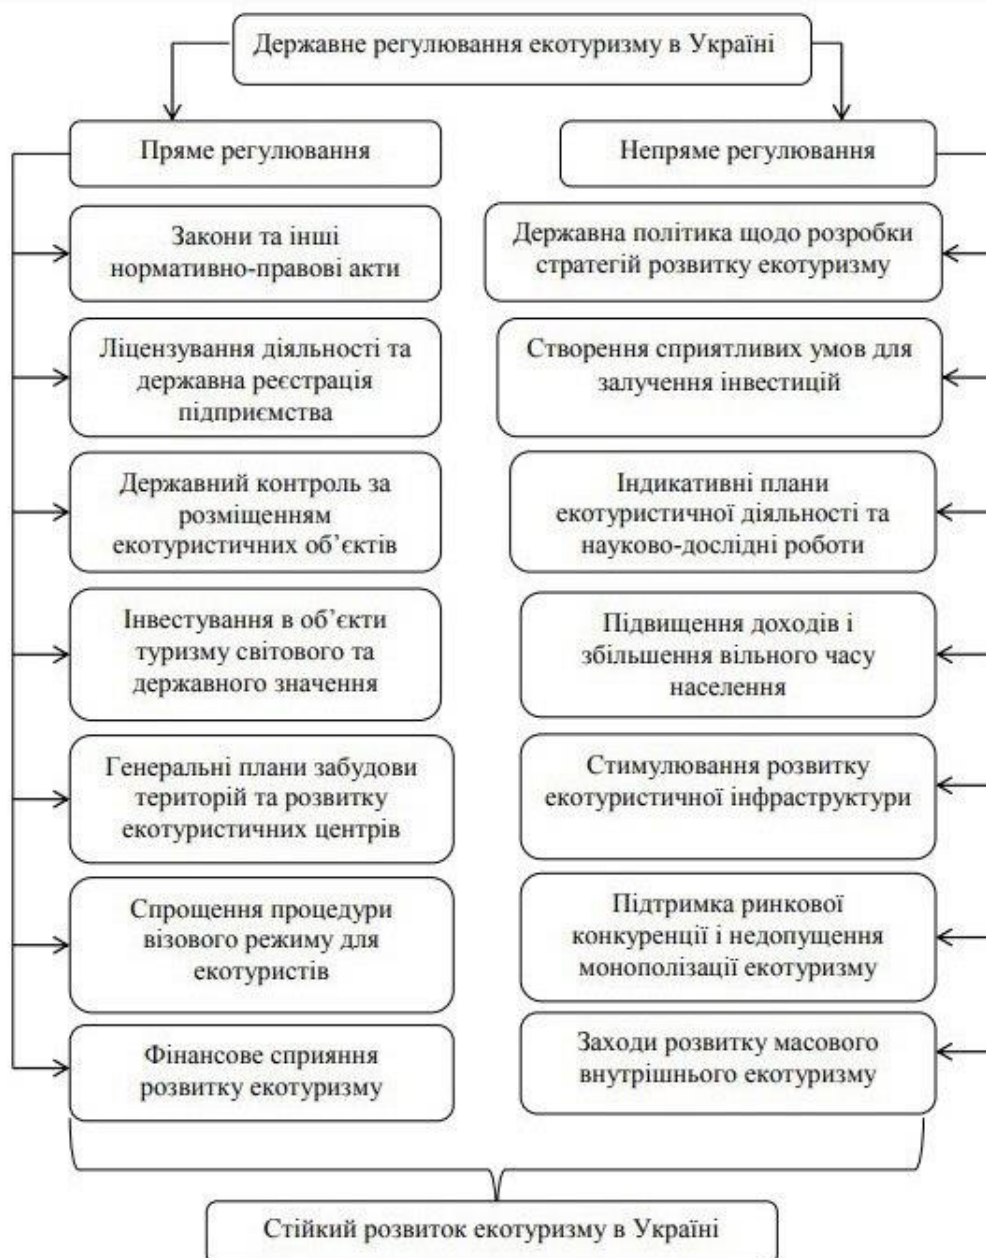 Державне регулювання екотуризму в Україні
Пряме регулювання
Непряме регулювання
Закони та інші
нормативно-правові акти
Державна політика щодо розробки
стратегій розвитку екотуризму
Ліцензування діяльності та
державна реєстрація
підприємства
Створення сприятливих умов для
залучення інвестицій
Державний контроль за
розміщенням
екотуристичних об’єктів
Індикативні плани
екотуристичної діяльності та
науково-дослідні роботи
Інвестування в об’єкти
туризму світового та
державного значення
Підвищення доходів і
збільшення вільного часу
населення
Генеральні плани забудови
територій та розвитку
екотуристичних центрів
Стимулювання розвитку
екотуристичної інфраструктури
Спрощення процедури
візового режиму для
екотуристів
Підтримка ринкової
конкуренції і недопущення
монополізації екотуризму
Фінансове сприяння
розвитку екотуризму
Заходи розвитку масового
внутрішнього екотуризму
Стійкий розвиток екотуризму в Україні